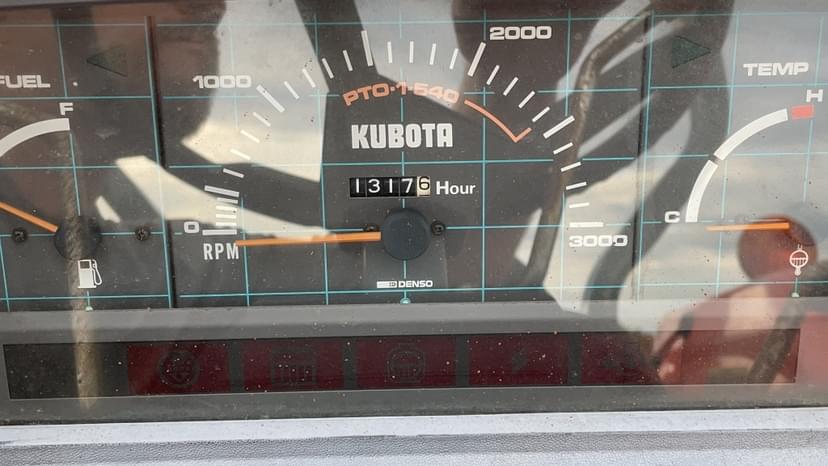 2000
FUEL
1000
TEMP
F
PTO·1·540
H
KUBOTA
13176 Hour
0
C
RPM
3000
DENSO